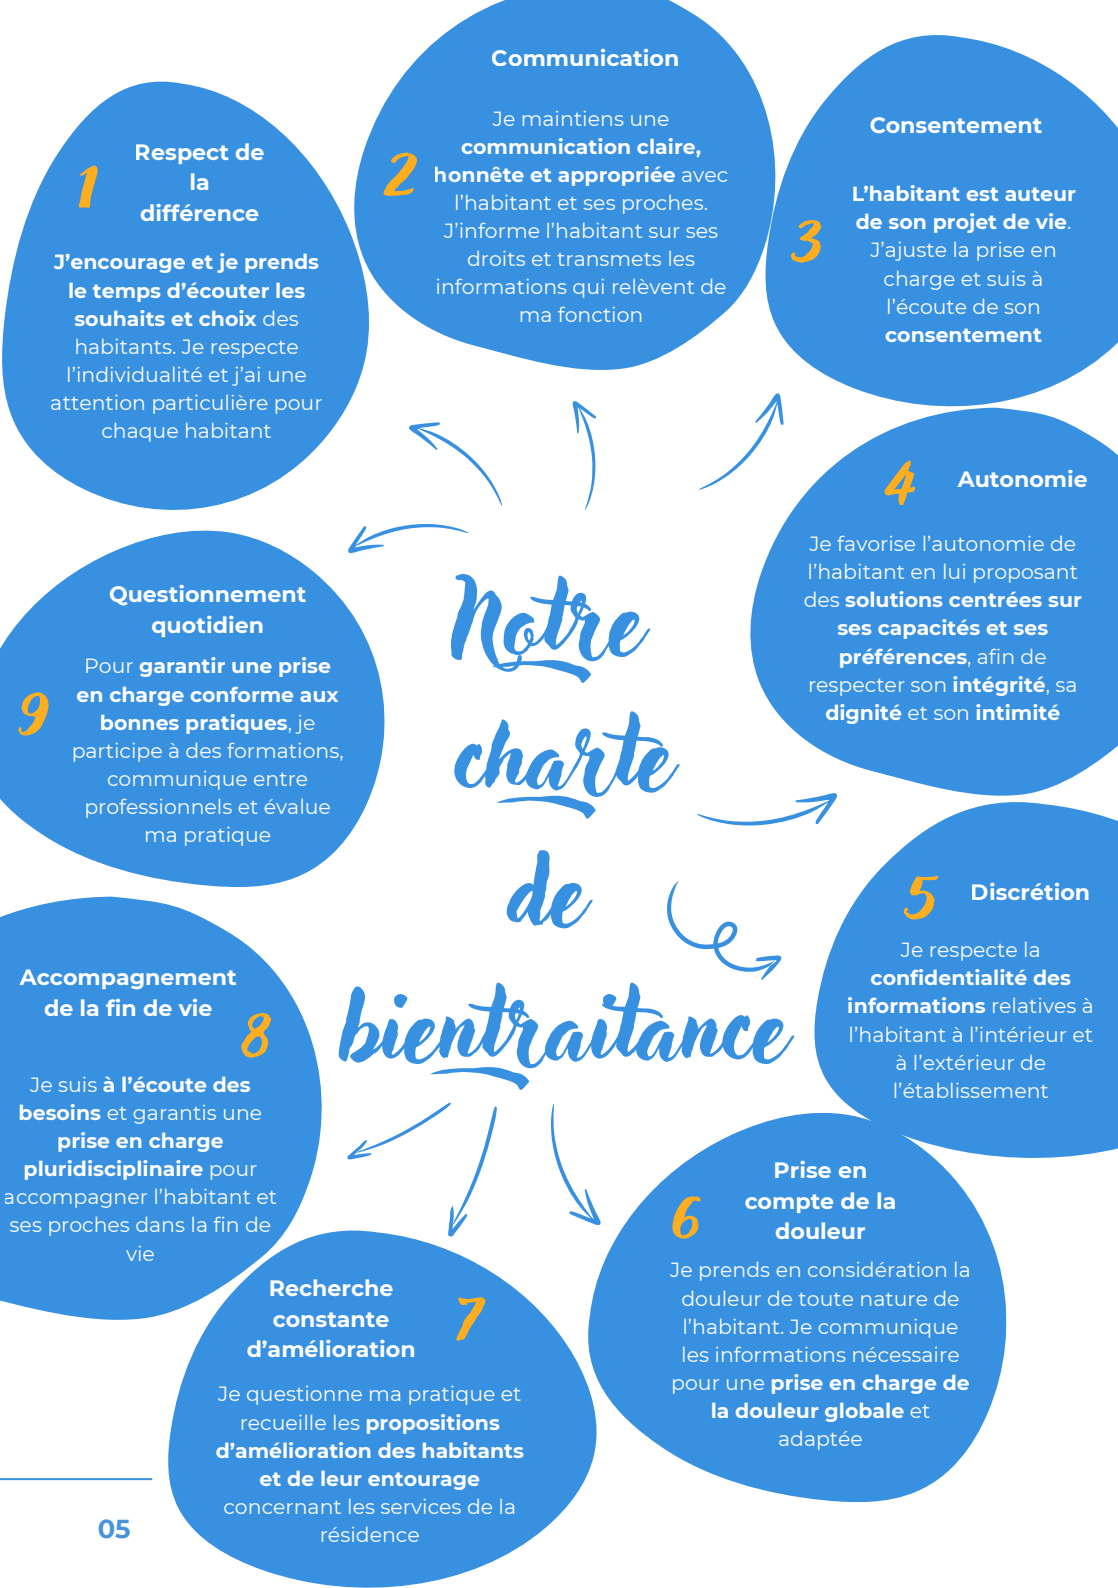 Notre
charte
de
bientraitance
1
Respect de
la
différence
J'encourage et je prends
le temps d'écouter les
souhaits et choix des
habitants. Je respecte
l'individualité et j'ai une
attention particulière pour
chaque habitant
2
Communication
Je maintiens une
communication claire,
honnête et appropriée avec
l'habitant et ses proches.
J'informe l'habitant sur ses
droits et transmets les
informations qui relèvent de
ma fonction
3
Consentement
L'habitant est auteur
de son projet de vie.
J'ajuste la prise en
charge et suis à
l'écoute de son
consentement
4
Autonomie
Je favorise l'autonomie de
l'habitant en lui proposant
des solutions centrées sur
ses capacités et ses
préférences, afin de
respecter son intégrité, sa
dignité et son intimité
5
Discrétion
Je respecte la
confidentialité des
informations relatives à
l'habitant à l'intérieur et
à l'extérieur de
l'établissement
6
Prise en
compte de la
douleur
Je prends en considération la
douleur de toute nature de
l'habitant. Je communique
les informations nécessaire
pour une prise en charge de
la douleur globale et
adaptée
7
Recherche
constante
d'amélioration
Je questionne ma pratique et
recueille les propositions
d'amélioration des habitants
et de leur entourage
concernant les services de la
résidence
8
Accompagnement
de la fin de vie
Je suis à l'écoute des
besoins et garantis une
prise en charge
pluridisciplinaire pour
accompagner l'habitant et
ses proches dans la fin de
vie
9
Questionnement
quotidien
Pour garantir une prise
en charge conforme aux
bonnes pratiques, je
participe à des formations,
communique entre
professionnels et évalue
ma pratique
05